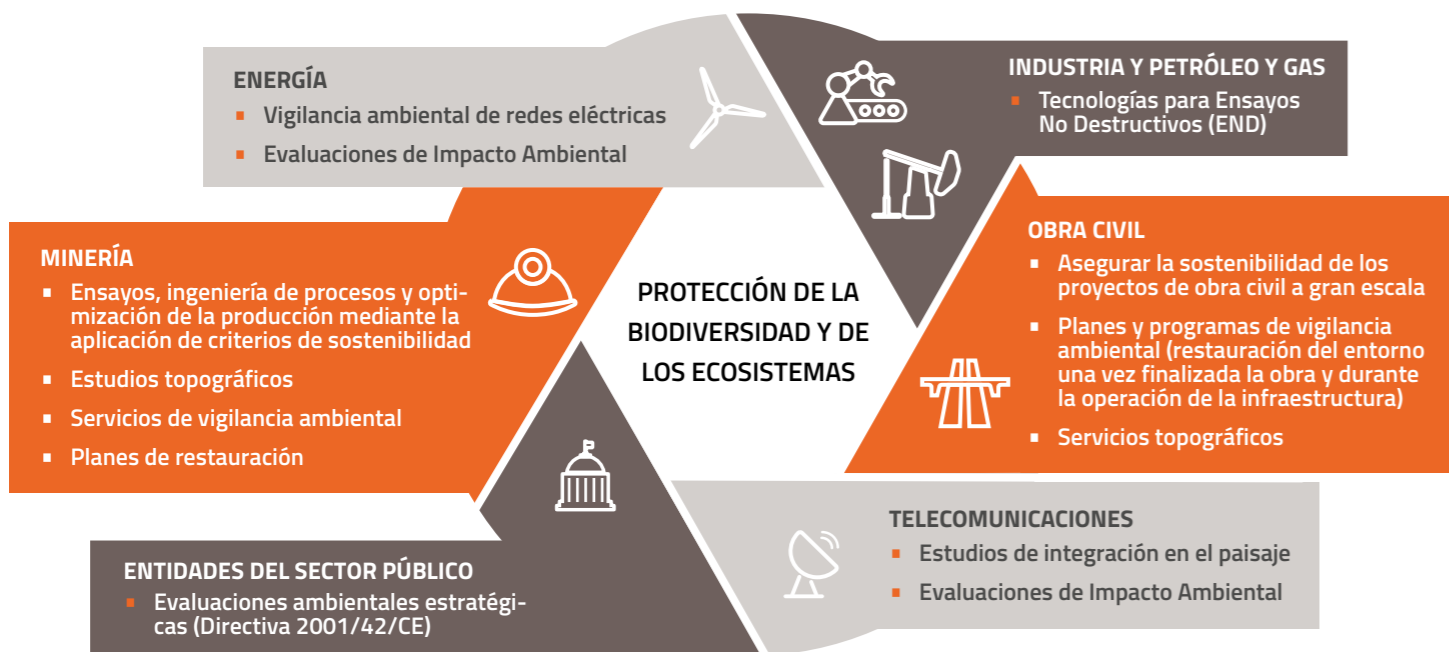 ENERGÍA
▪ Vigilancia ambiental de redes eléctricas
▪ Evaluaciones de Impacto Ambiental
INDUSTRIA Y PETRÓLEO Y GAS
▪ Tecnologías para Ensayos
No Destructivos (END)
MINERÍA
▪ Ensayos, ingeniería de procesos y opti-
mización de la producción mediante la
aplicación de criterios de sostenibilidad
▪ Estudios topográficos
▪ Servicios de vigilancia ambiental
▪ Planes de restauración
PROTECCIÓN DE LA
BIODIVERSIDAD Y DE
LOS ECOSISTEMAS
OBRA CIVIL
▪ Asegurar la sostenibilidad de los
proyectos de obra civil a gran escala
▪ Planes y programas de vigilancia
ambiental (restauración del entorno
una vez finalizada la obra y durante
la operación de la infraestructura)
▪ Servicios topográficos
ENTIDADES DEL SECTOR PÚBLICO
▪ Evaluaciones ambientales estratégi-
cas (Directiva 2001/42/CE)
TELECOMUNICACIONES
▪ Estudios de integración en el paisaje
▪ Evaluaciones de Impacto Ambiental